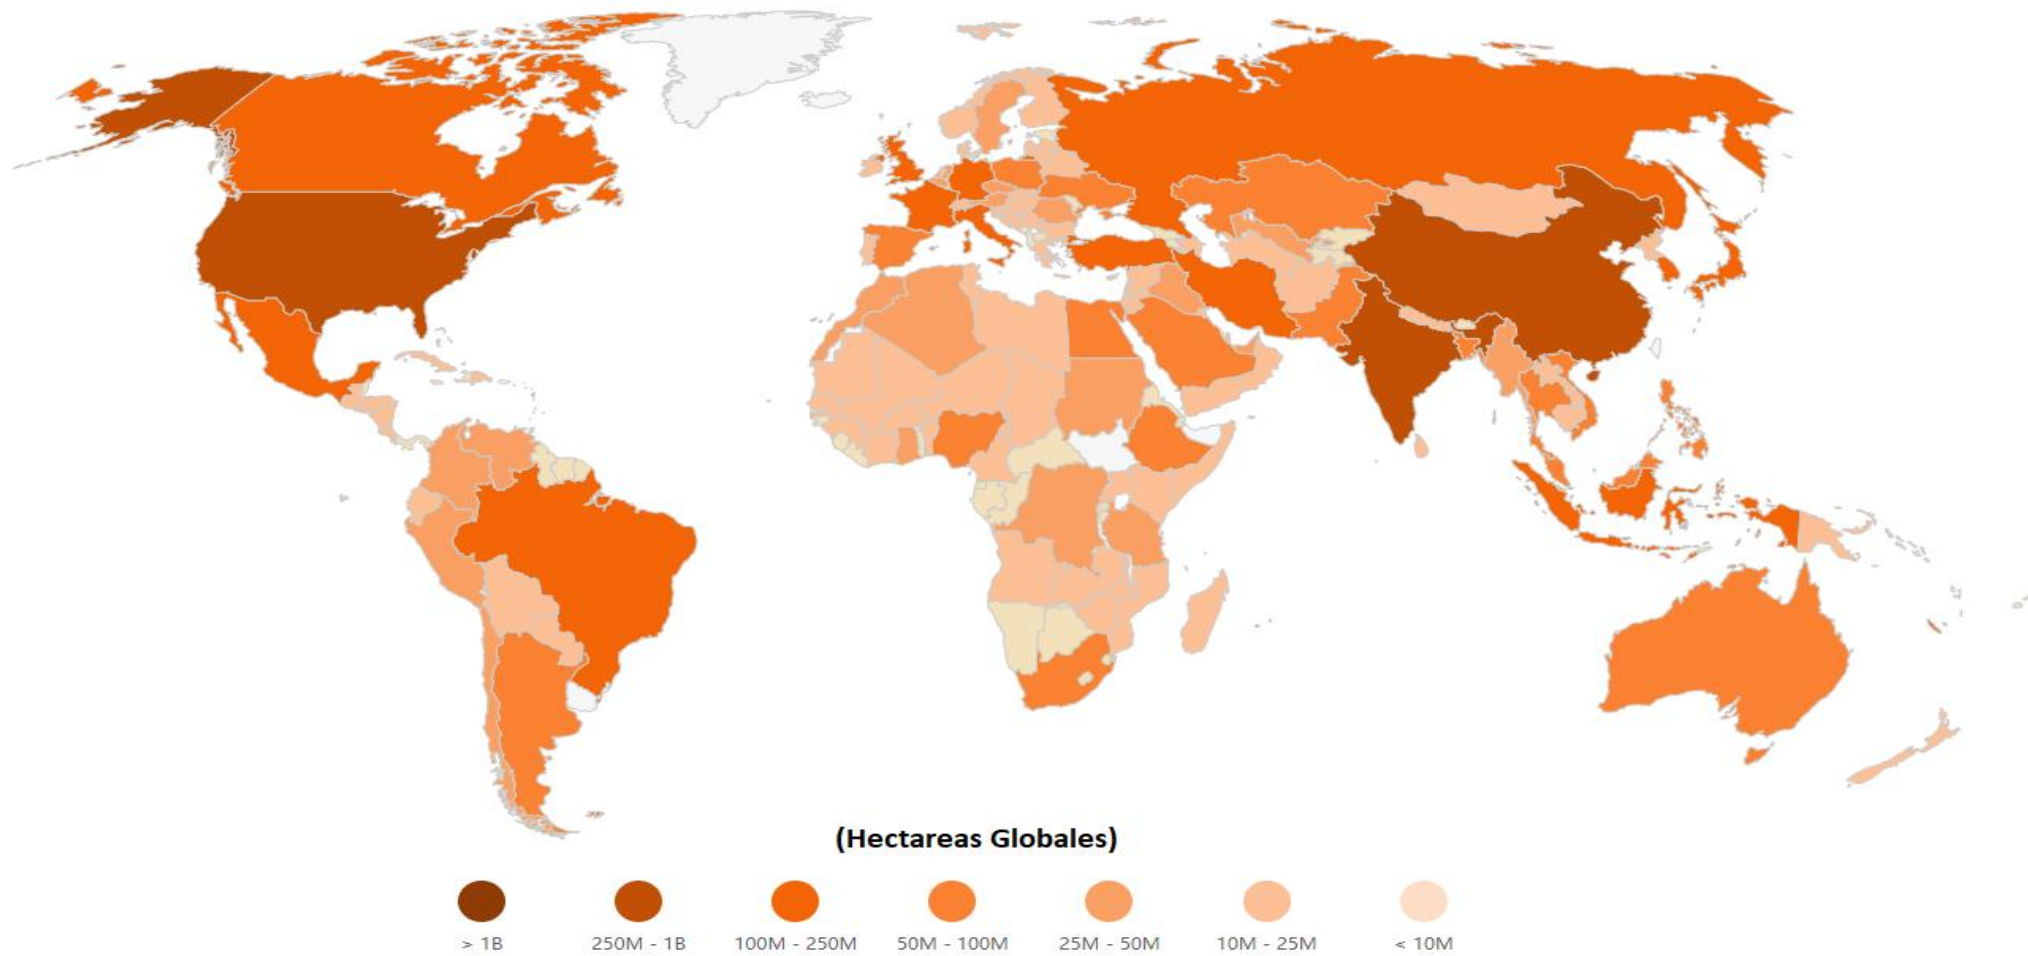 (Hectareas Globales)
> 1B
250M - 1B
100M - 250M
50M - 100M
25M - 50M
10M - 25M
< 10M